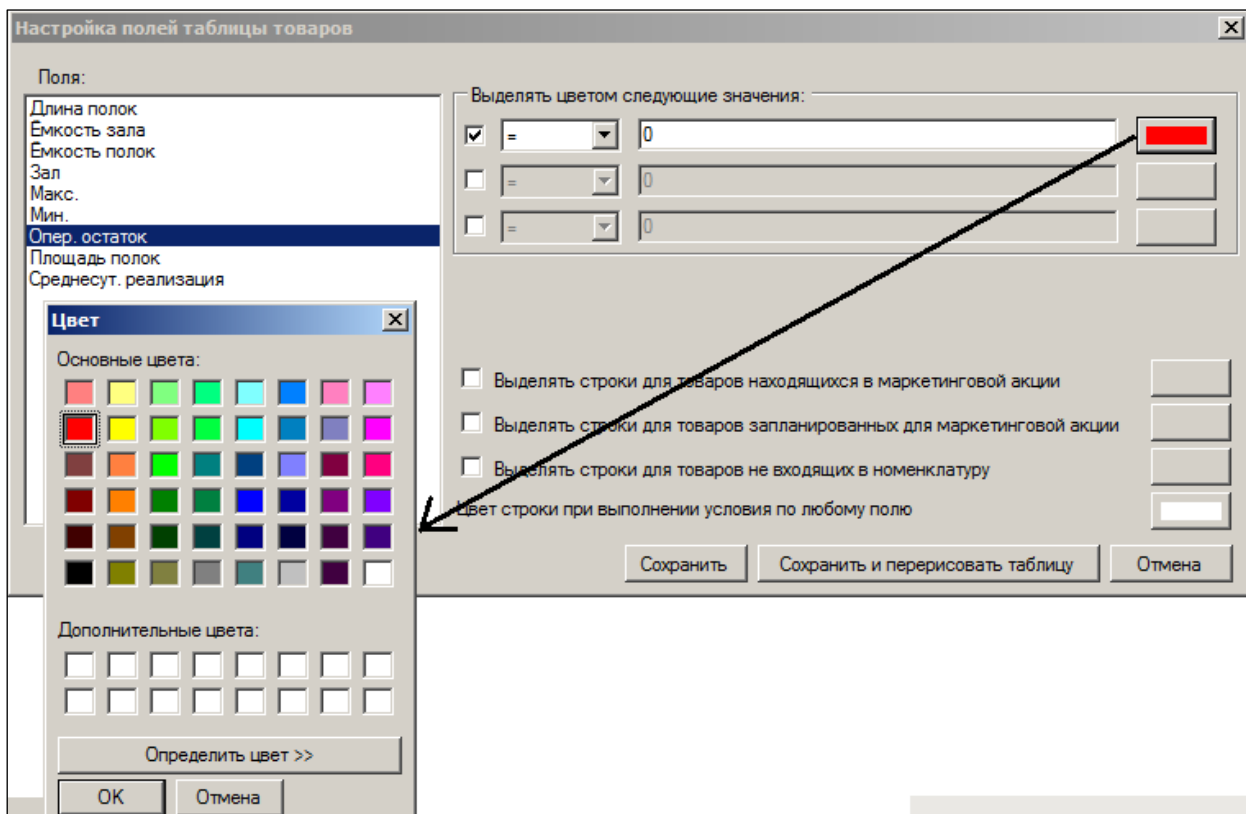 Настройка полей таблицы товаров
Поля:
Длина полок
Ёмкость зала
Ёмкость полок
Зал
Макс.
Мин.
Опер. остаток
Площадь полок
Среднесут. реализация
Выделять цветом следующие значения:
= 0
= 0
= 0
Выделять строки для товаров находящихся в маркетинговой акции
Выделять строки для товаров запланированных для маркетинговой акции
Выделять строки для товаров не входящих в номенклатуру
Цвет строки при выполнении условия по любому полю
Сохранить Сохранить и перерисовать таблицу Отмена
Цвет
Основные цвета:
Дополнительные цвета:
Определить цвет >>
OK Отмена